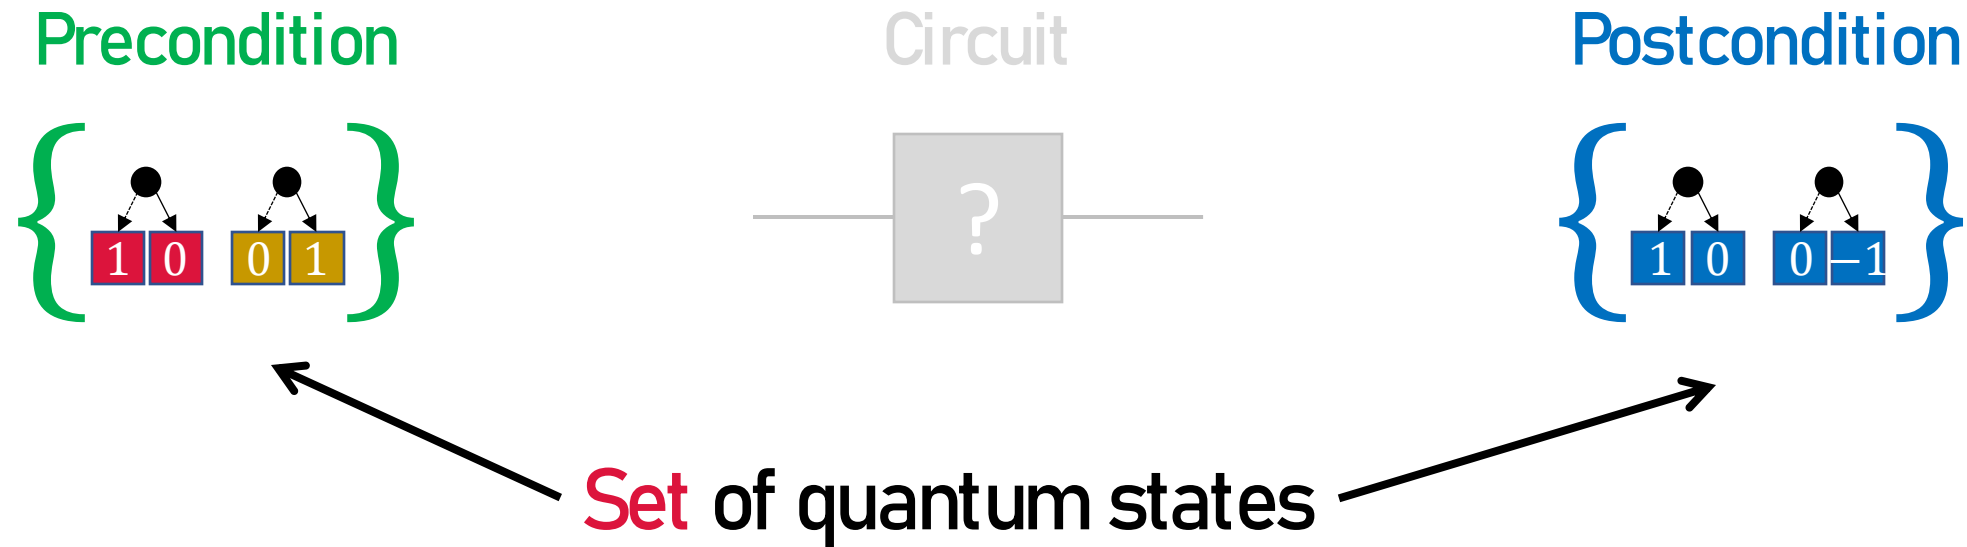 Precondition Circuit Postcondition
{ 1 0 0 1 } ? { 1 0 0 −1 }
Set of quantum states